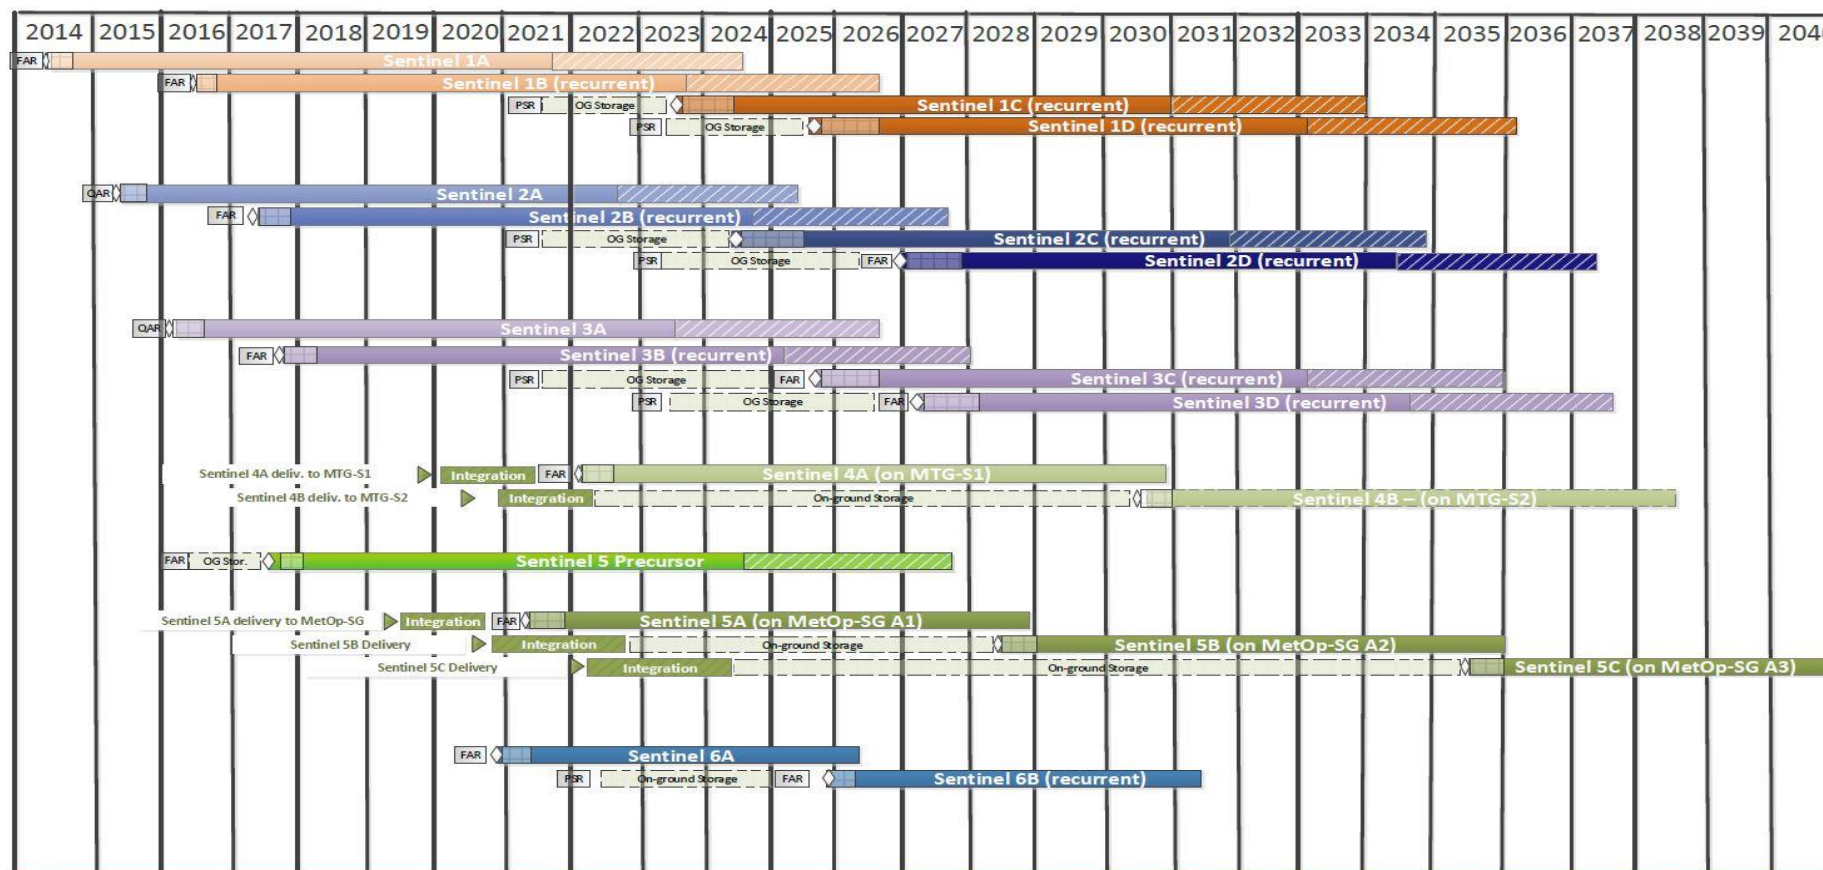 2014 2015 2016 2017 2018 2019 2020 2021 2022 2023 2024 2025 2026 2027 2028 2029 2030 2031 2032 2033 2034 2035 2036 2037 2038 2039 2040
FAR Sentinel 1A
FAR Sentinel 1B (recurrent)
PSR OG Storage Sentinel 1C (recurrent)
PSR OG Storage Sentinel 1D (recurrent)
QAR Sentinel 2A
FAR Sentinel 2B (recurrent)
PSR OG Storage Sentinel 2C (recurrent)
PSR OG Storage FAR Sentinel 2D (recurrent)
QAR Sentinel 3A
FAR Sentinel 3B (recurrent)
PSR OG Storage FAR Sentinel 3C (recurrent)
PSR OG Storage FAR Sentinel 3D (recurrent)
Sentinel 4A deliv. to MTG-S1 Integration FAR Sentinel 4A (on MTG-S1)
Sentinel 4B deliv. to MTG-S2 Integration On-ground Storage Sentinel 4B – (on MTG-S2)
FAR OG Stor. Sentinel 5 Precursor
Sentinel 5A delivery to MetOp-SG Integration FAR Sentinel 5A (on MetOp-SG A1)
Sentinel 5B Delivery Integration On-ground Storage Sentinel 5B (on MetOp-SG A2)
Sentinel 5C Delivery Integration On-ground Storage Sentinel 5C (on MetOp-SG A3)
FAR Sentinel 6A
PSR On-ground Storage FAR Sentinel 6B (recurrent)